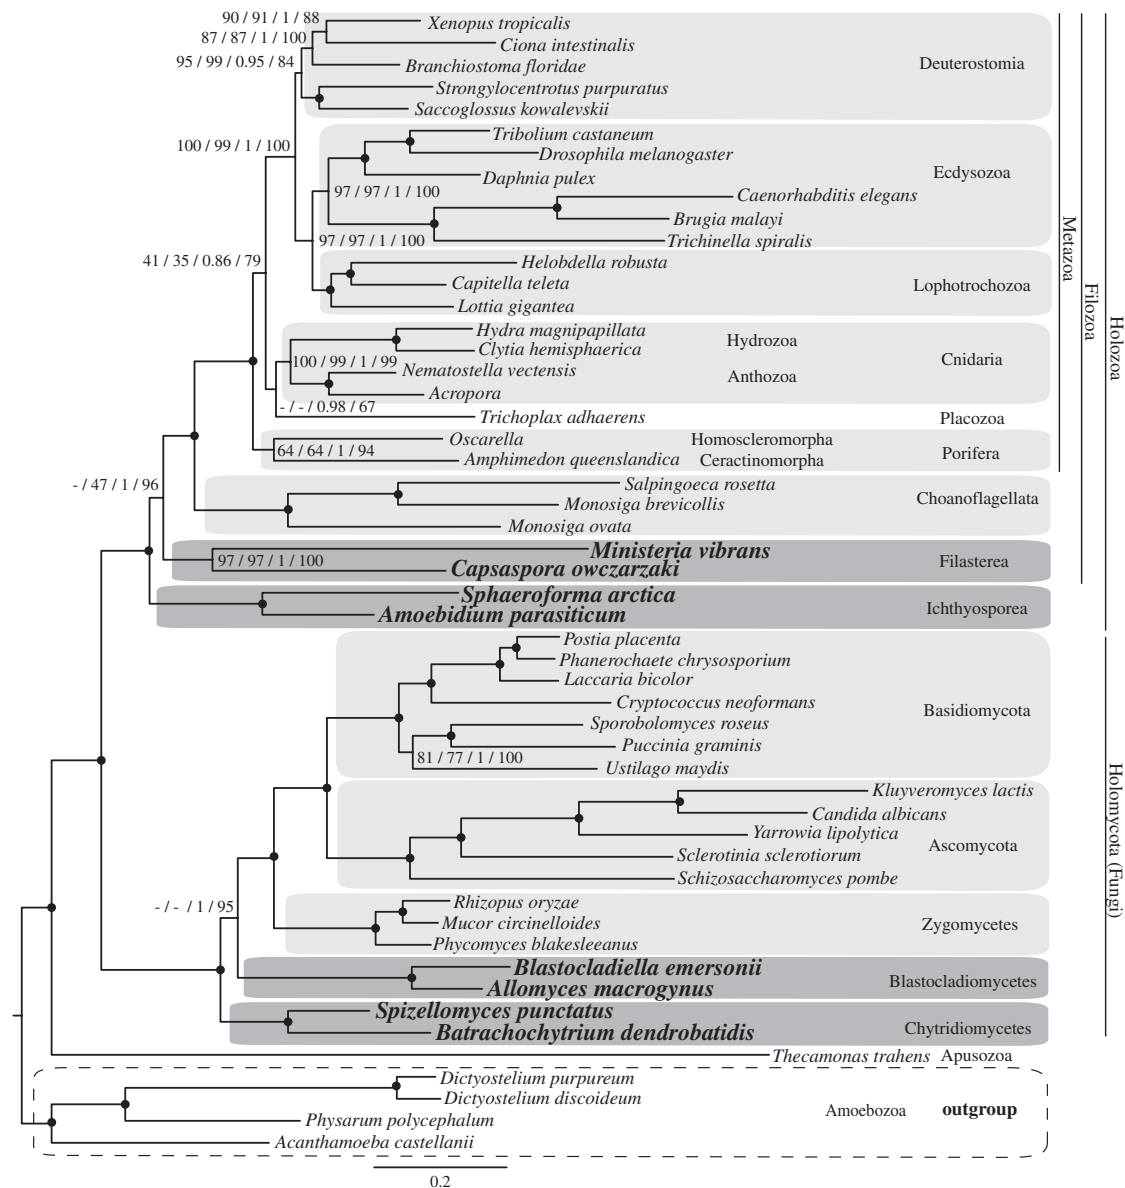 90 / 91 / 1 / 88
Xenopus tropicalis
87 / 87 / 1 / 100
Ciona intestinalis
95 / 99 / 0.95 / 84
Branchiostoma floridae
Deuterostomia
Strongylocentrotus purpuratus
Saccoglossus kowalevskii
Tribolium castaneum
100 / 99 / 1 / 100
Drosophila melanogaster
Daphnia pulex
Ecdysozoa
97 / 97 / 1 / 100
Caenorhabditis elegans
Brugia malayi
97 / 97 / 1 / 100
Trichinella spiralis
41 / 35 / 0.86 / 79
Helobdella robusta
Capitella teleta
Lophotrochozoa
Lottia gigantea
Hydra magnipapillata
Hydrozoa
Clytia hemisphaerica
Cnidaria
100 / 99 / 1 / 99
Nematostella vectensis
Anthozoa
Acropora
- / - / 0.98 / 67
Trichoplax adhaerens
Placozoa
Oscarella
Homoscleromorpha
64 / 64 / 1 / 94
Amphimedon queenslandica
Ceractinomorpha
Porifera
Metazoa
Filozoa
Holozoa
- / 47 / 1 / 96
Salpingoeca rosetta
Monosiga brevicollis
Choanoflagellata
Monosiga ovata
Ministeria vibrans
97 / 97 / 1 / 100
Capsaspora owczarzaki
Filasterea
Sphaeroforma arctica
Amoebidium parasiticum
Ichthyosporea
Postia placenta
Phanerochaete chrysosporium
Laccaria bicolor
Cryptococcus neoformans
Basidiomycota
Sporobolomyces roseus
Puccinia graminis
81 / 77 / 1 / 100
Ustilago maydis
Kluyveromyces lactis
Candida albicans
Yarrowia lipolytica
Ascomycota
Sclerotinia sclerotiorum
Schizosaccharomyces pombe
Holomycota (Fungi)
- / - / 1 / 95
Rhizopus oryzae
Mucor circinelloides
Zygomycetes
Phycomyces blakesleeanus
Blastocladiella emersonii
Allomyces macrogynus
Blastocladiomycetes
Spizellomyces punctatus
Batrachochytrium dendrobatidis
Chytridiomycetes
Thecamonas trahens
Apusozoa
Dictyostelium purpureum
Dictyostelium discoideum
Amoebozoa
outgroup
Physarum polycephalum
Acanthamoeba castellanii
0.2